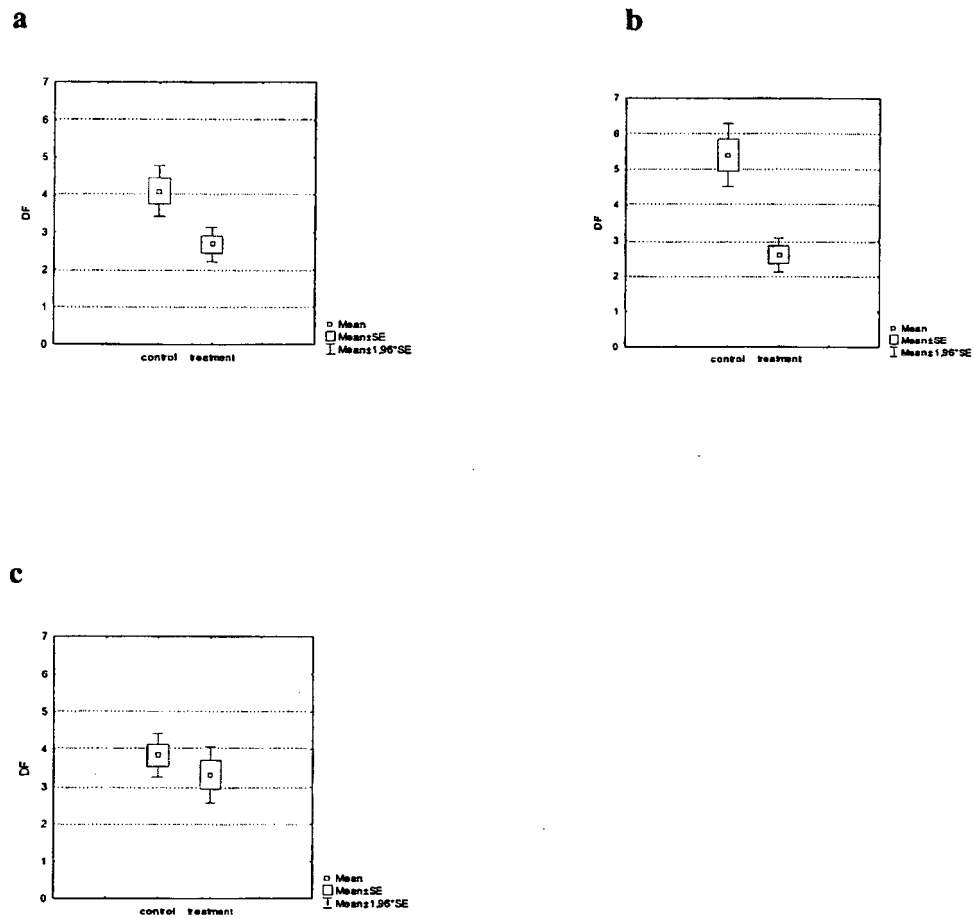 a
7
6
5
4
3
2
1
0
DF
control treatment
Mean
Mean±SE
Mean±1,96*SE
b
7
6
5
4
3
2
1
0
DF
control treatment
Mean
Mean±SE
Mean±1,96*SE
c
7
6
5
4
3
2
1
0
DF
control treatment
Mean
Mean±SE
Mean±1,96*SE